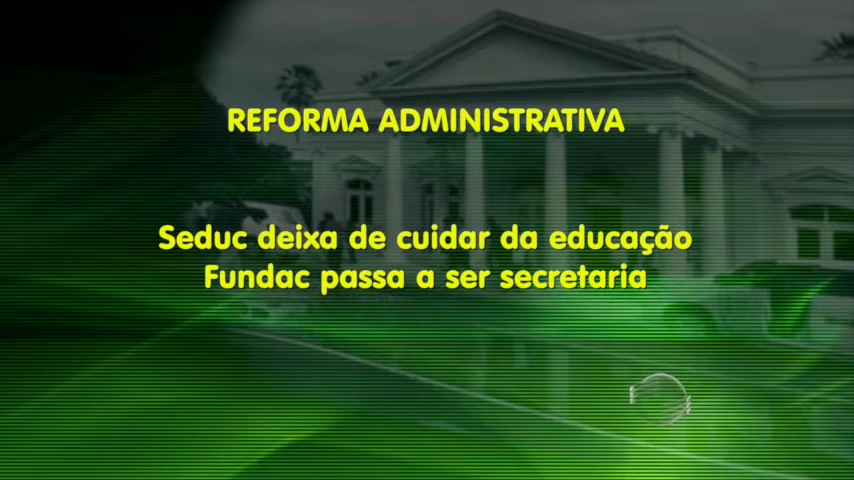 REFORMA ADMINISTRATIVA
Seduc deixa de cuidar da educação
Fundac passa a ser secretaria